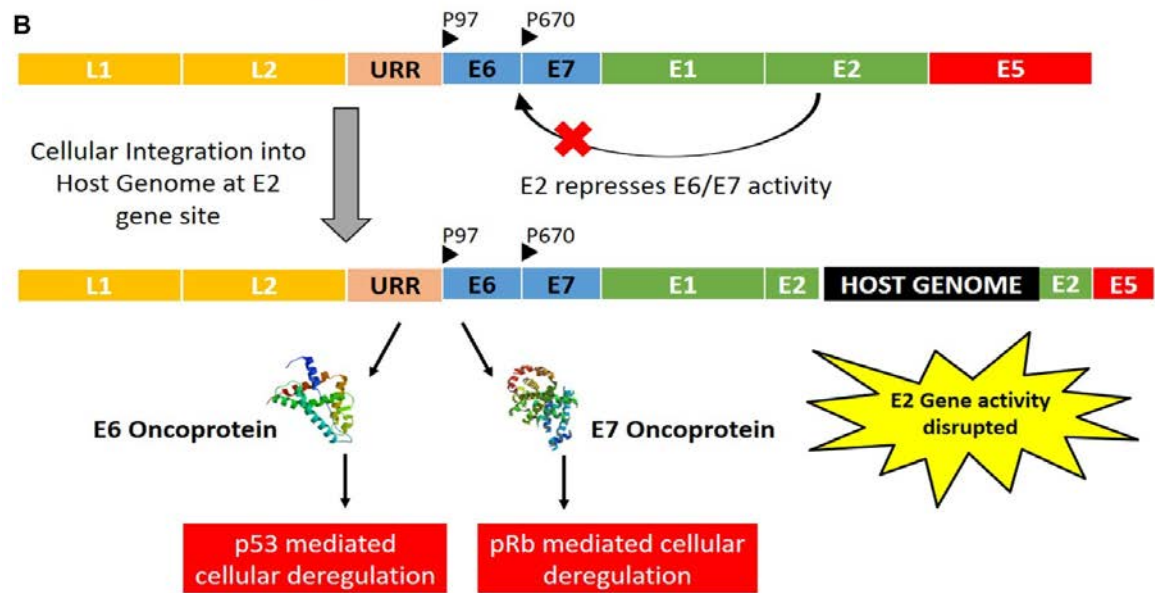 B
P97 P670
L1 L2 URR E6 E7 E1 E2 E5
Cellular Integration into
Host Genome at E2
gene site
E2 represses E6/E7 activity
P97 P670
L1 L2 URR E6 E7 E1 E2 HOST GENOME E2 E5
E6 Oncoprotein
E7 Oncoprotein
E2 Gene activity
disrupted
p53 mediated
cellular deregulation
pRb mediated cellular
deregulation